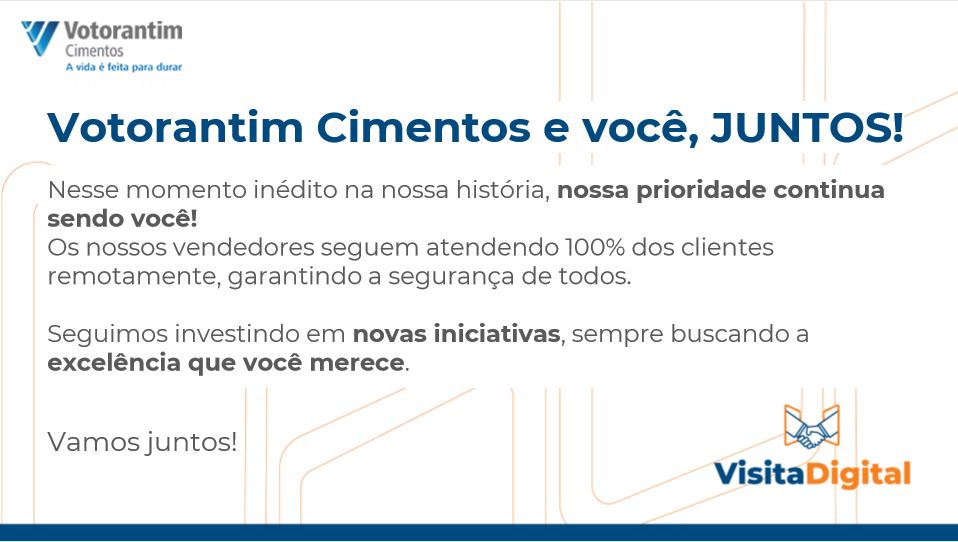 Votorantim
Cimentos
A vida é feita para durar
Votorantim Cimentos e você, JUNTOS!
Nesse momento inédito na nossa história, nossa prioridade continua
sendo você!
Os nossos vendedores seguem atendendo 100% dos clientes
remotamente, garantindo a segurança de todos.
Seguimos investindo em novas iniciativas, sempre buscando a
excelência que você merece.
Vamos juntos!
VisitaDigital